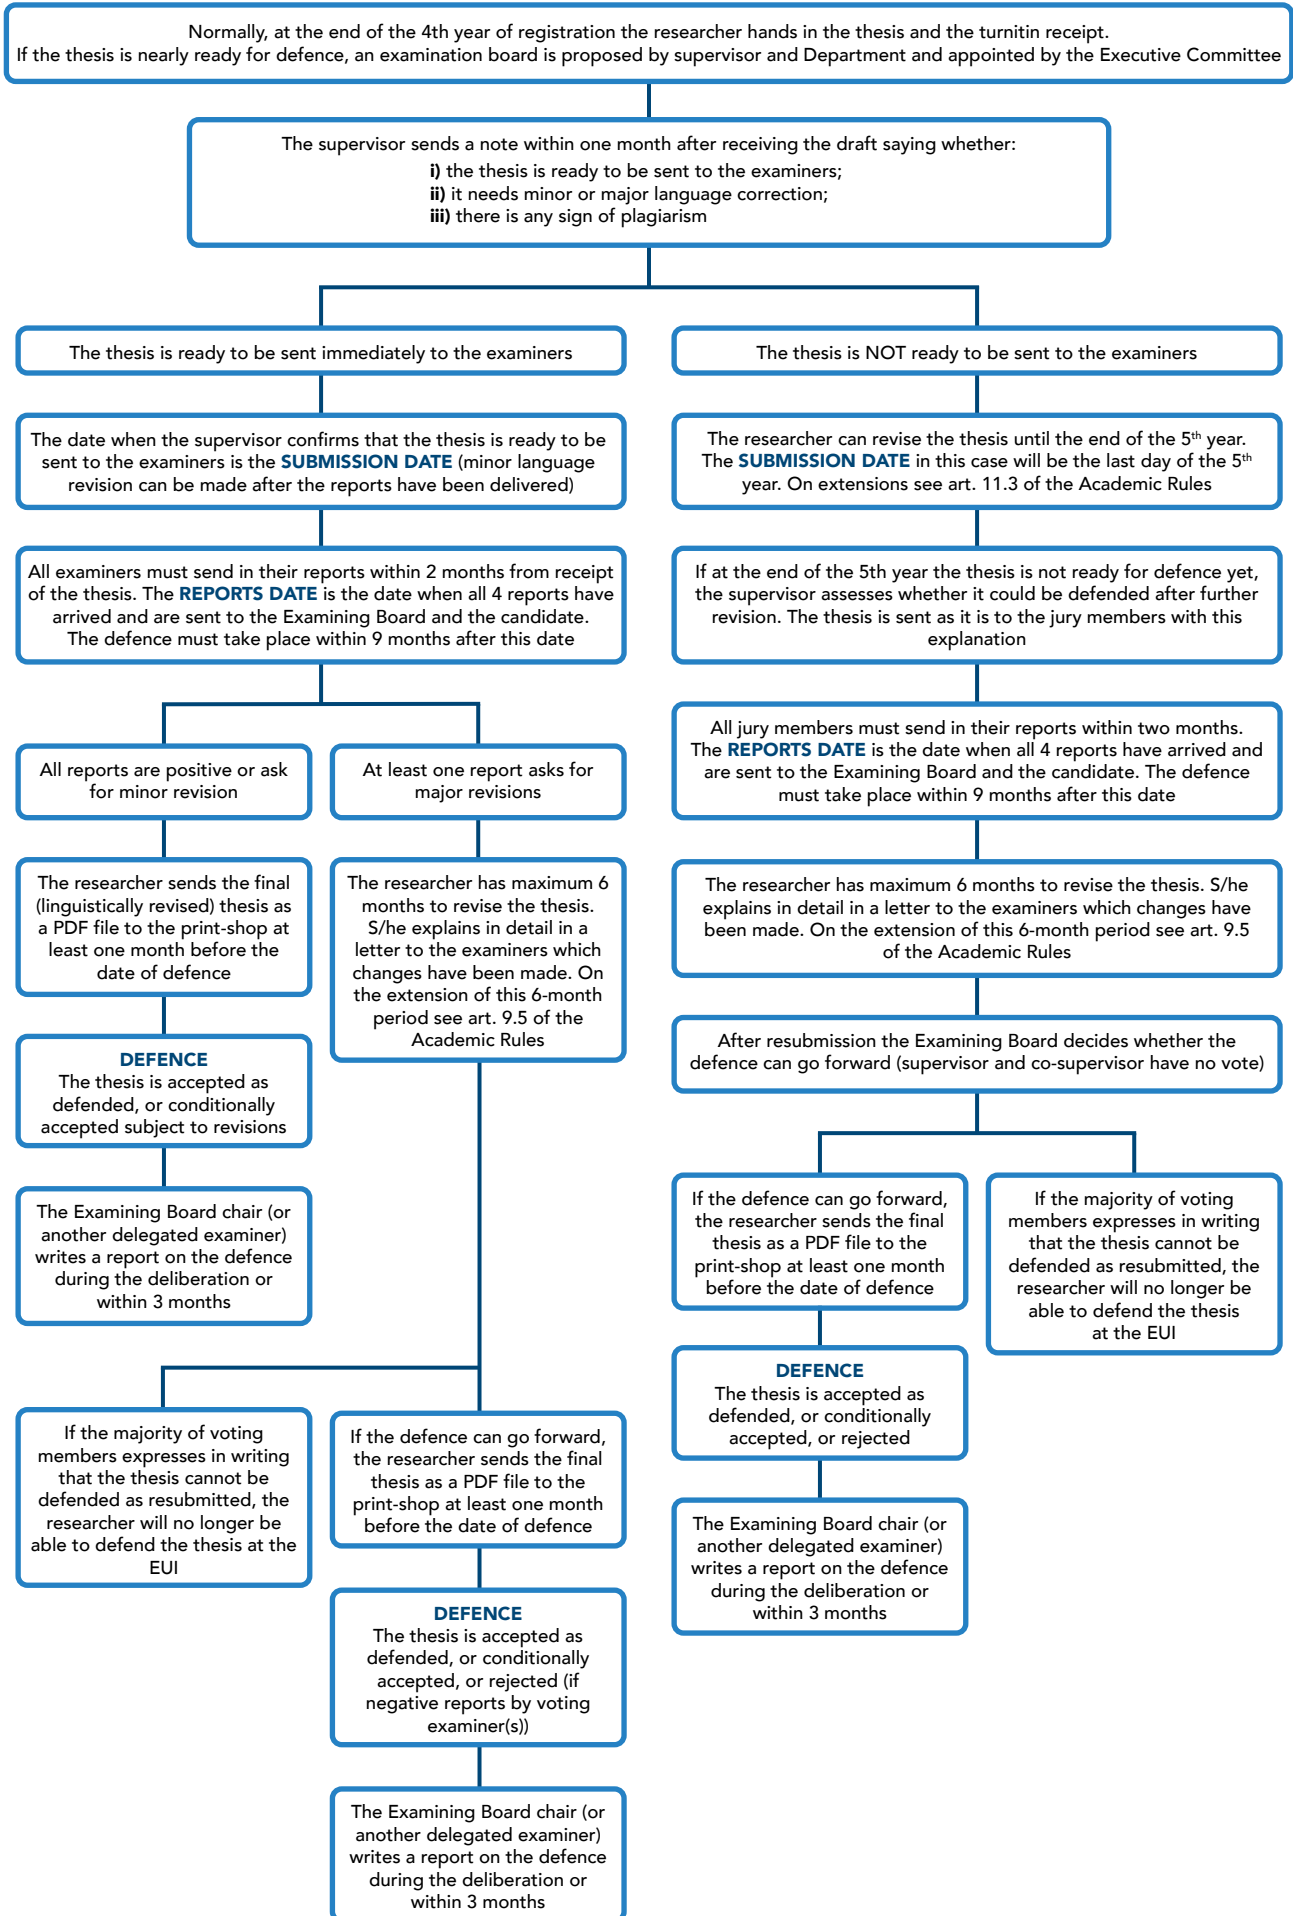 Normally, at the end of the 4th year of registration the researcher hands in the thesis and the turnitin receipt.
If the thesis is nearly ready for defence, an examination board is proposed by supervisor and Department and appointed by the Executive Committee
The supervisor sends a note within one month after receiving the draft saying whether:
i) the thesis is ready to be sent to the examiners;
ii) it needs minor or major language correction;
iii) there is any sign of plagiarism
The thesis is ready to be sent immediately to the examiners
The date when the supervisor confirms that the thesis is ready to be
sent to the examiners is the SUBMISSION DATE (minor language
revision can be made after the reports have been delivered)
All examiners must send in their reports within 2 months from receipt
of the thesis. The REPORTS DATE is the date when all 4 reports have
arrived and are sent to the Examining Board and the candidate.
The defence must take place within 9 months after this date
All reports are positive or ask
for minor revision
The researcher sends the final
(linguistically revised) thesis as
a PDF file to the print-shop at
least one month before the
date of defence
DEFENCE
The thesis is accepted as
defended, or conditionally
accepted subject to revisions
The Examining Board chair (or
another delegated examiner)
writes a report on the defence
during the deliberation or
within 3 months
At least one report asks for
major revisions
The researcher has maximum 6
months to revise the thesis.
S/he explains in detail in a
letter to the examiners which
changes have been made. On
the extension of this 6-month
period see art. 9.5 of the
Academic Rules
If the majority of voting
members expresses in writing
that the thesis cannot be
defended as resubmitted, the
researcher will no longer be
able to defend the thesis at the
EUI
If the defence can go forward,
the researcher sends the final
thesis as a PDF file to the
print-shop at least one month
before the date of defence
DEFENCE
The thesis is accepted as
defended, or conditionally
accepted, or rejected (if
negative reports by voting
examiner(s))
The Examining Board chair (or
another delegated examiner)
writes a report on the defence
during the deliberation or
within 3 months
The thesis is NOT ready to be sent to the examiners
The researcher can revise the thesis until the end of the 5th year.
The SUBMISSION DATE in this case will be the last day of the 5th
year. On extensions see art. 11.3 of the Academic Rules
If at the end of the 5th year the thesis is not ready for defence yet,
the supervisor assesses whether it could be defended after further
revision. The thesis is sent as it is to the jury members with this
explanation
All jury members must send in their reports within two months.
The REPORTS DATE is the date when all 4 reports have arrived and
are sent to the Examining Board and the candidate. The defence
must take place within 9 months after this date
The researcher has maximum 6 months to revise the thesis. S/he
explains in detail in a letter to the examiners which changes have
been made. On the extension of this 6-month period see art. 9.5
of the Academic Rules
After resubmission the Examining Board decides whether the
defence can go forward (supervisor and co-supervisor have no vote)
If the defence can go forward,
the researcher sends the final
thesis as a PDF file to the
print-shop at least one month
before the date of defence
DEFENCE
The thesis is accepted as
defended, or conditionally
accepted, or rejected
The Examining Board chair (or
another delegated examiner)
writes a report on the defence
during the deliberation or
within 3 months
If the majority of voting
members expresses in writing
that the thesis cannot be
defended as resubmitted, the
researcher will no longer be
able to defend the thesis
at the EUI